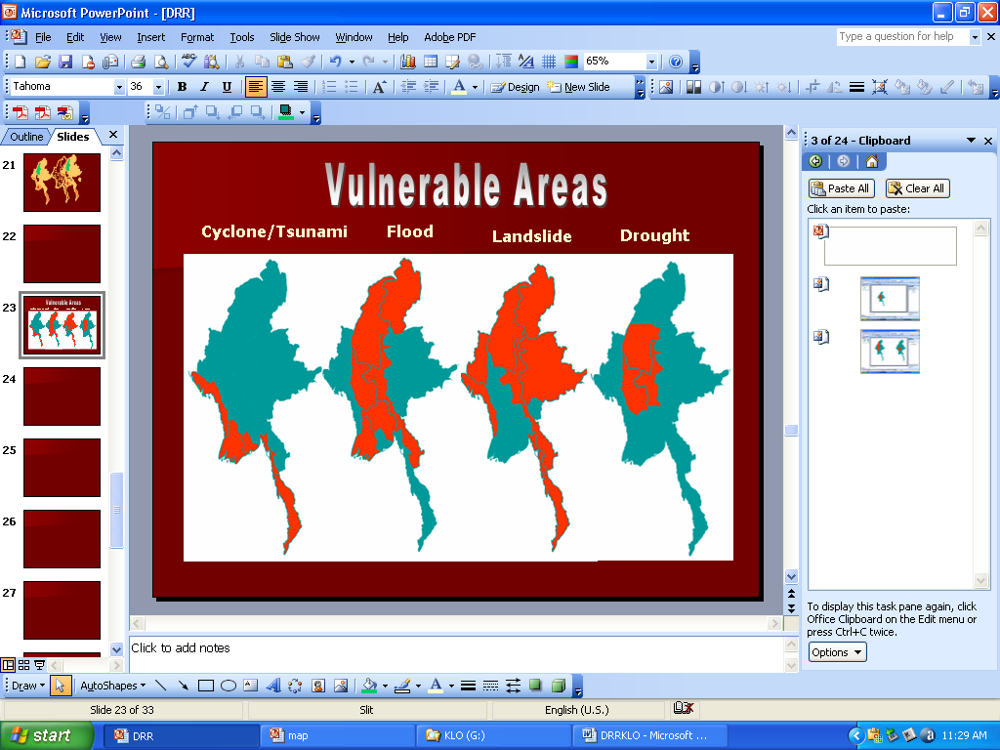 Microsoft PowerPoint - [DRR]
File Edit View Insert Format Tools Slide Show Window Help Adobe PDF
Type a question for help
65%
Tahoma 36 B I U A A Design New Slide
Outline Slides
3 of 24 - Clipboard
Paste All Clear All
Click an item to paste:
21
22
23
24
25
26
27
Vulnerable Areas
Cyclone/Tsunami Flood Landslide Drought
To display this task pane again, click
Office Clipboard on the Edit menu or
press Ctrl+C twice.
Options
Click to add notes
Draw AutoShapes A
Slide 23 of 33 Slit English (U.S.)
start DRR map KLO (G:) DRRKLO - Microsoft ... 11:29 AM